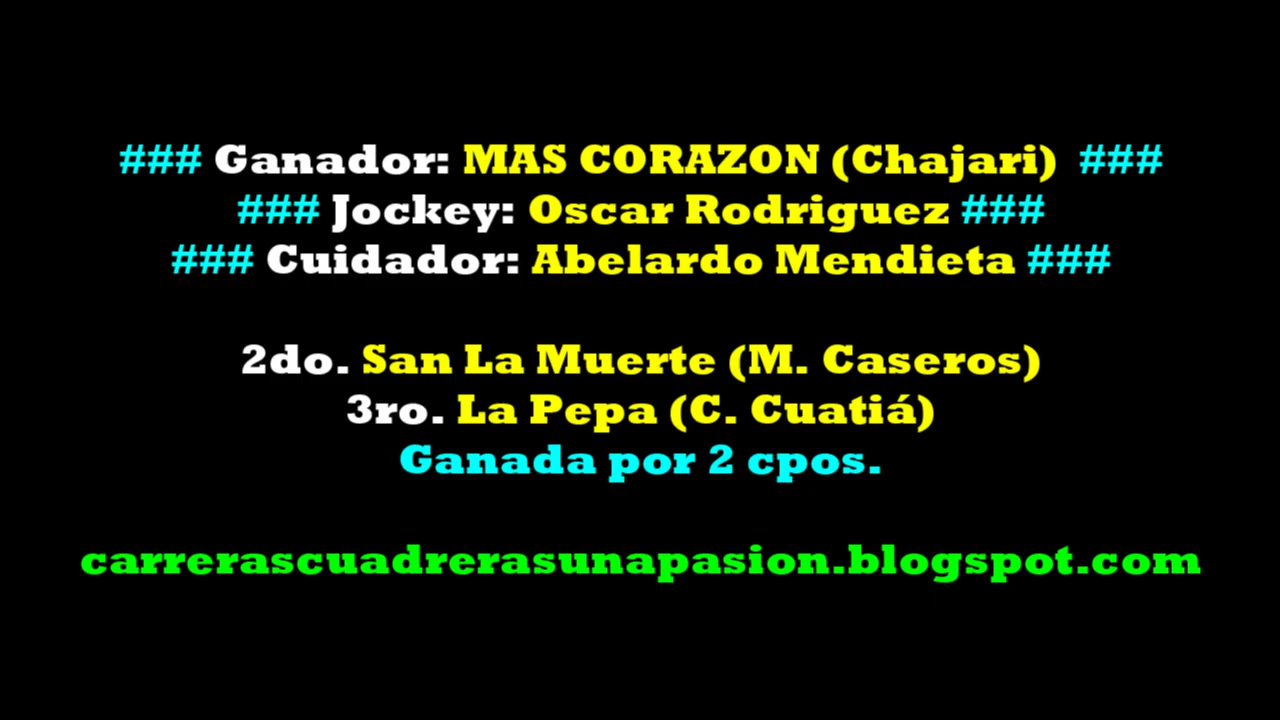 ### Ganador: MAS CORAZON (Chajari) ###
### Jockey: Oscar Rodriguez ###
### Cuidador: Abelardo Mendieta ###
2do. San La Muerte (M. Caseros)
3ro. La Pepa (C. Cuatiá)
Ganada por 2 cpos.
carrerascuadrerasunapasion.blogspot.com